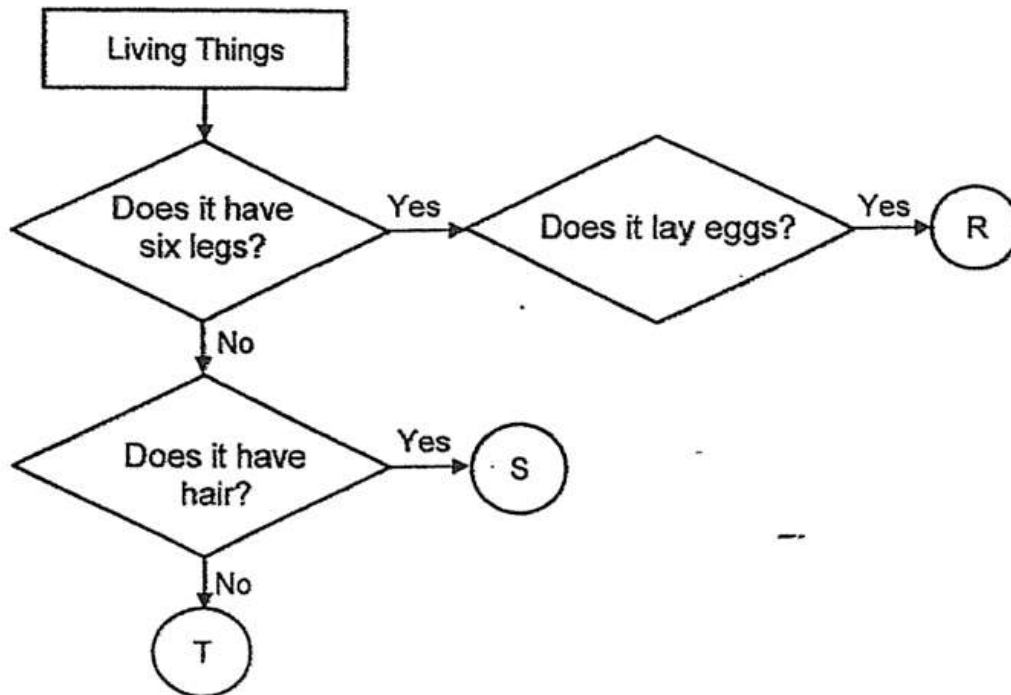 Living Things
Does it have
six legs?
Yes
Does it lay eggs?
Yes
R
No
Does it have
hair?
Yes
S
No
T